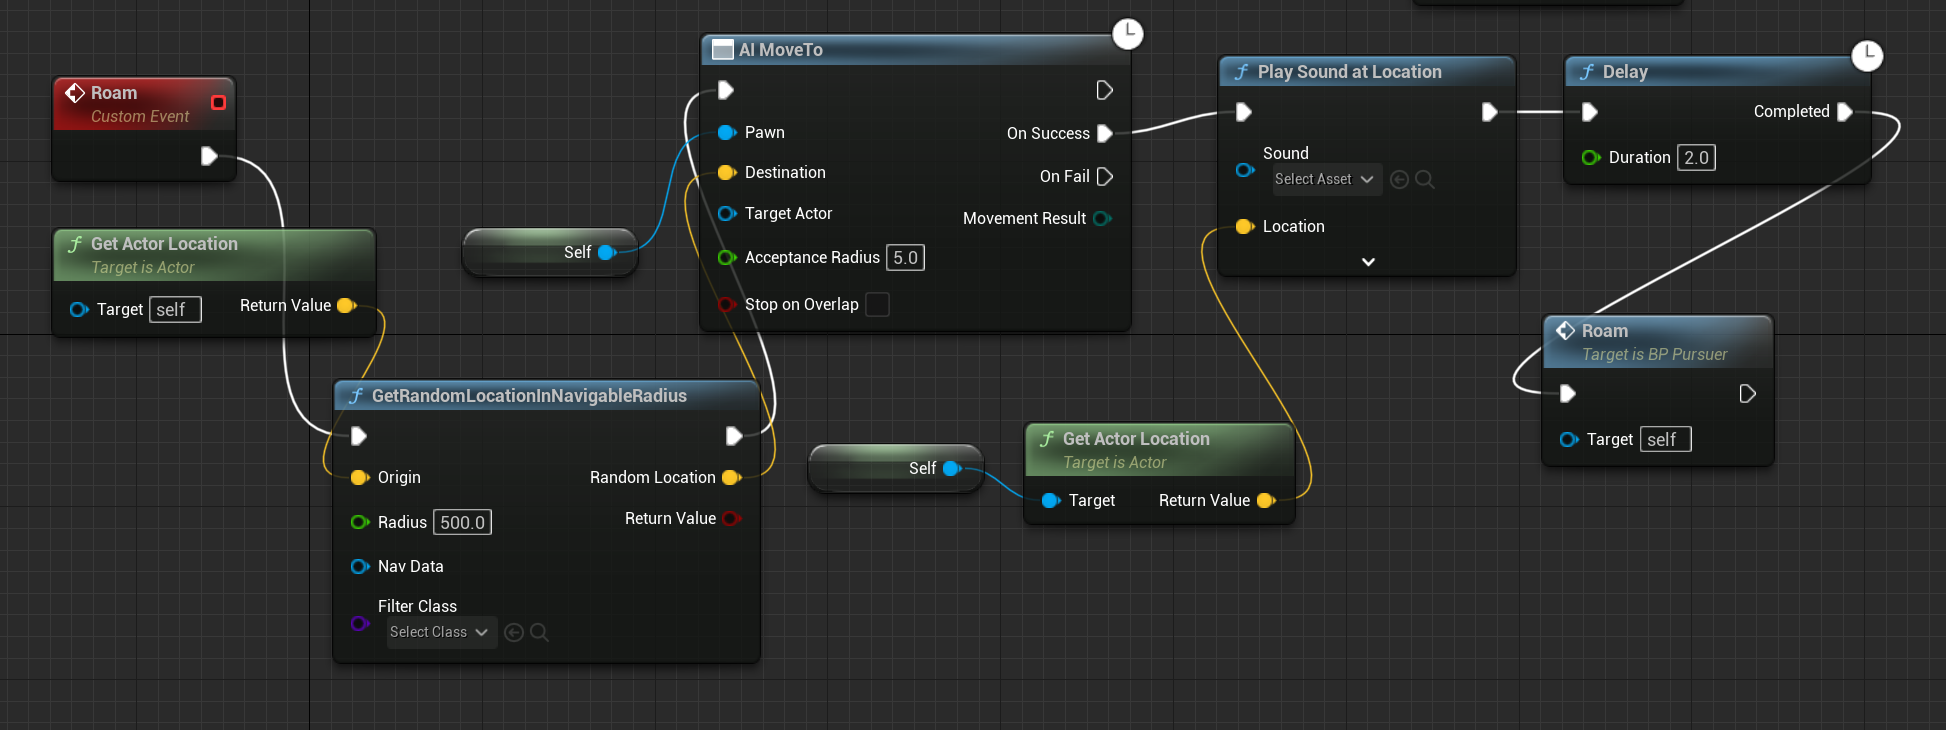 Roam
Custom Event
Get Actor Location
Target is Actor
Target self
Return Value
GetRandomLocationInNavigableRadius
Origin
Random Location
Radius 500.0
Return Value
Nav Data
Filter Class
Select Class
Self
AI MoveTo
Pawn
On Success
Destination
On Fail
Target Actor
Movement Result
Acceptance Radius 5.0
Stop on Overlap
Self
Get Actor Location
Target is Actor
Target
Return Value
Play Sound at Location
Sound
Select Asset
Location
Delay
Completed
Duration 2.0
Roam
Target is BP Pursuer
Target self